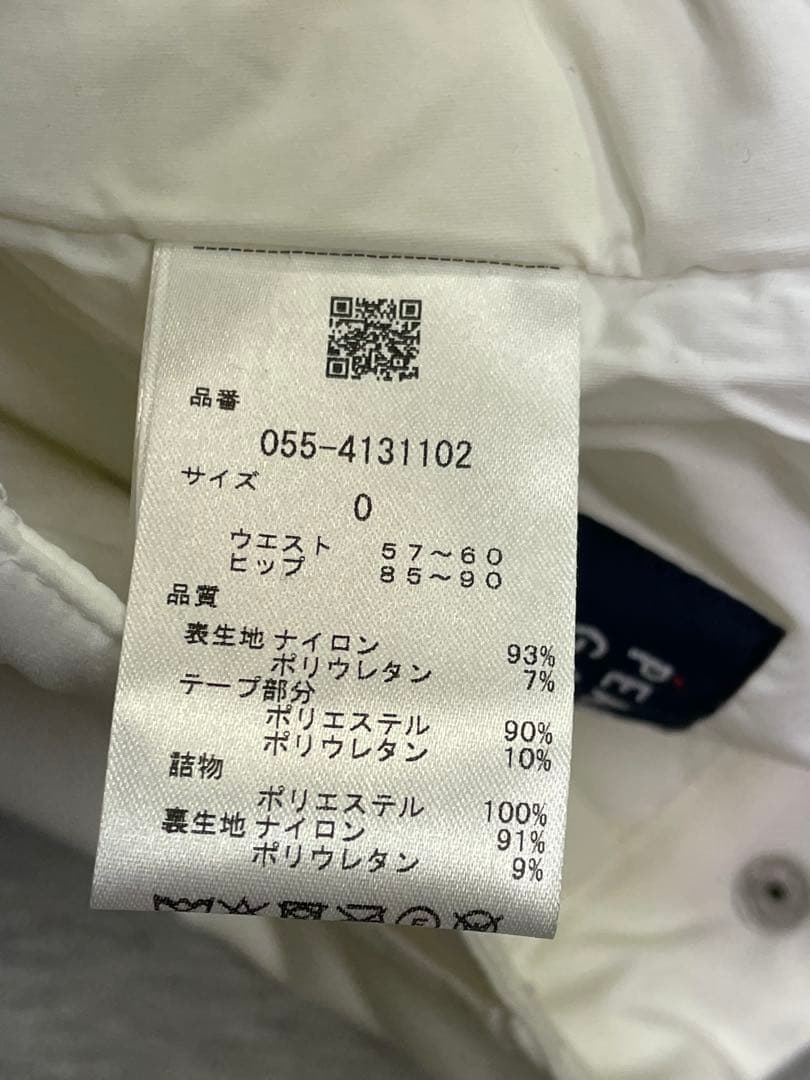 品番
055-4131102
サイズ
0
ウエスト 57～60
ヒップ 85～90
品質
表生地 ナイロン 93%
ポリウレタン 7%
テープ部分
ポリエステル 90%
ポリウレタン 10%
詰物
ポリエステル 100%
裏生地 ナイロン 91%
ポリウレタン 9%